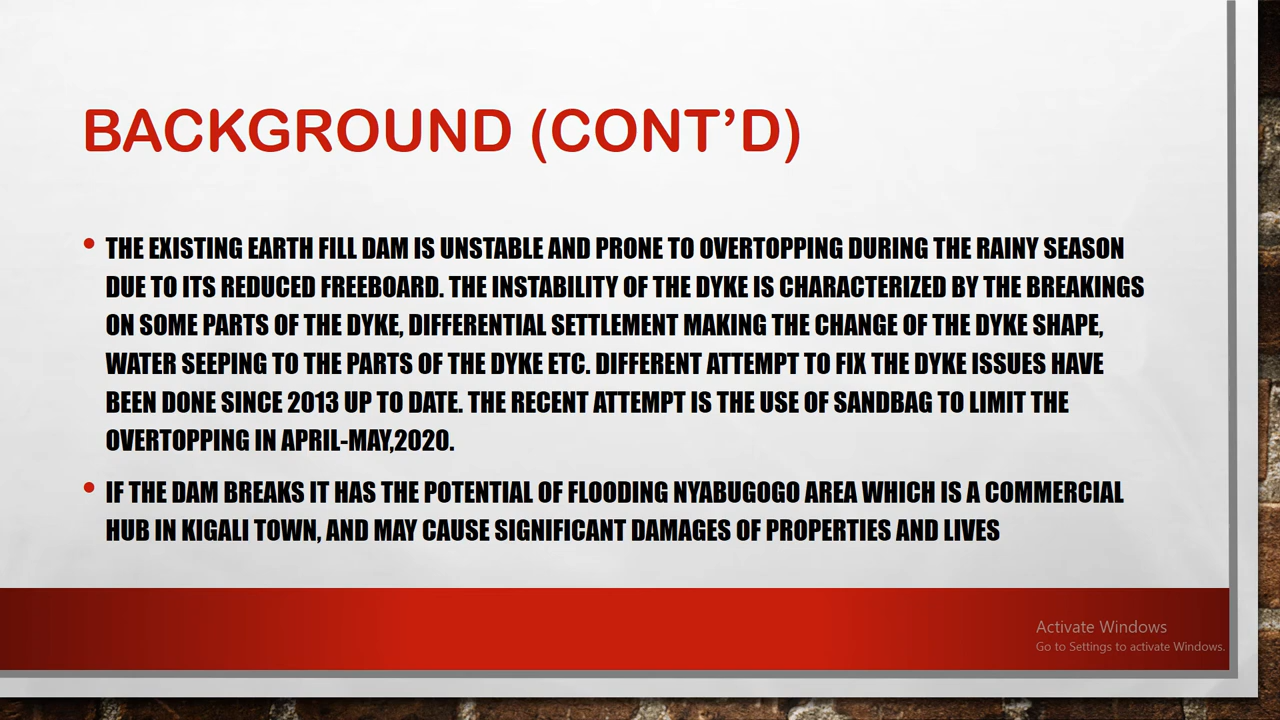 BACKGROUND (CONT'D)
• THE EXISTING EARTH FILL DAM IS UNSTABLE AND PRONE TO OVERTOPPING DURING THE RAINY SEASON
DUE TO ITS REDUCED FREEBOARD. THE INSTABILITY OF THE DYKE IS CHARACTERIZED BY THE BREAKINGS
ON SOME PARTS OF THE DYKE, DIFFERENTIAL SETTLEMENT MAKING THE CHANGE OF THE DYKE SHAPE,
WATER SEEPING TO THE PARTS OF THE DYKE ETC. DIFFERENT ATTEMPT TO FIX THE DYKE ISSUES HAVE
BEEN DONE SINCE 2013 UP TO DATE. THE RECENT ATTEMPT IS THE USE OF SANDBAG TO LIMIT THE
OVERTOPPING IN APRIL-MAY,2020.
• IF THE DAM BREAKS IT HAS THE POTENTIAL OF FLOODING NYABUGOGO AREA WHICH IS A COMMERCIAL
HUB IN KIGALI TOWN, AND MAY CAUSE SIGNIFICANT DAMAGES OF PROPERTIES AND LIVES
Activate Windows
Go to Settings to activate Windows.